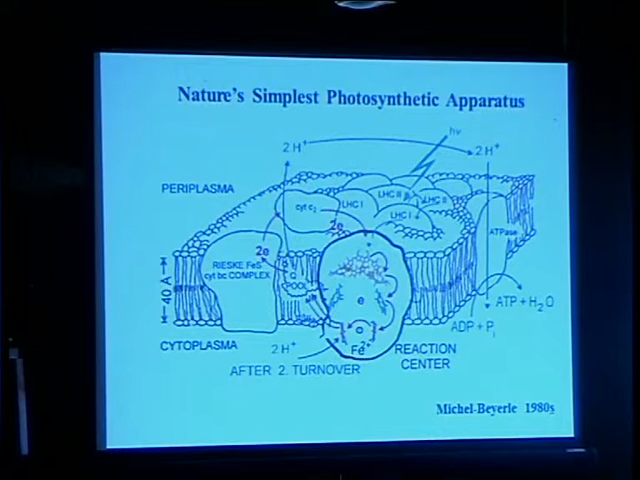 Nature's Simplest Photosynthetic Apparatus
hν
2 H⁺
2 H⁺
PERIPLASMA
LHC II
LHC II
cyt c₂
LHC I
LHC I
2e
ATPase
2e
RIESKE FeS
cyt bc COMPLEX
Q
POOL
40 Å
e
ATP + H₂O
ADP + Pᵢ
Q
Fe²⁺
CYTOPLASMA
2 H⁺
REACTION
CENTER
AFTER 2. TURNOVER
Michel-Beyerle 1980s